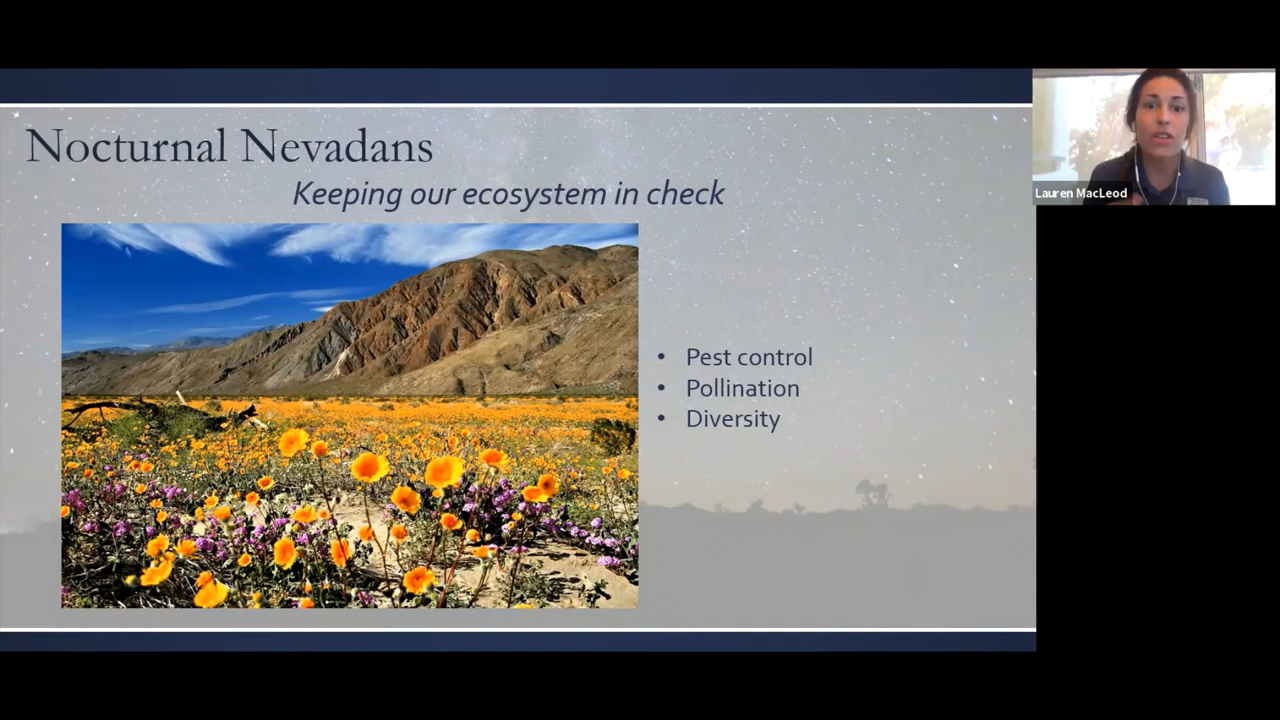 Nocturnal Nevadans
Keeping our ecosystem in check
• Pest control
• Pollination
• Diversity
Lauren MacLeod